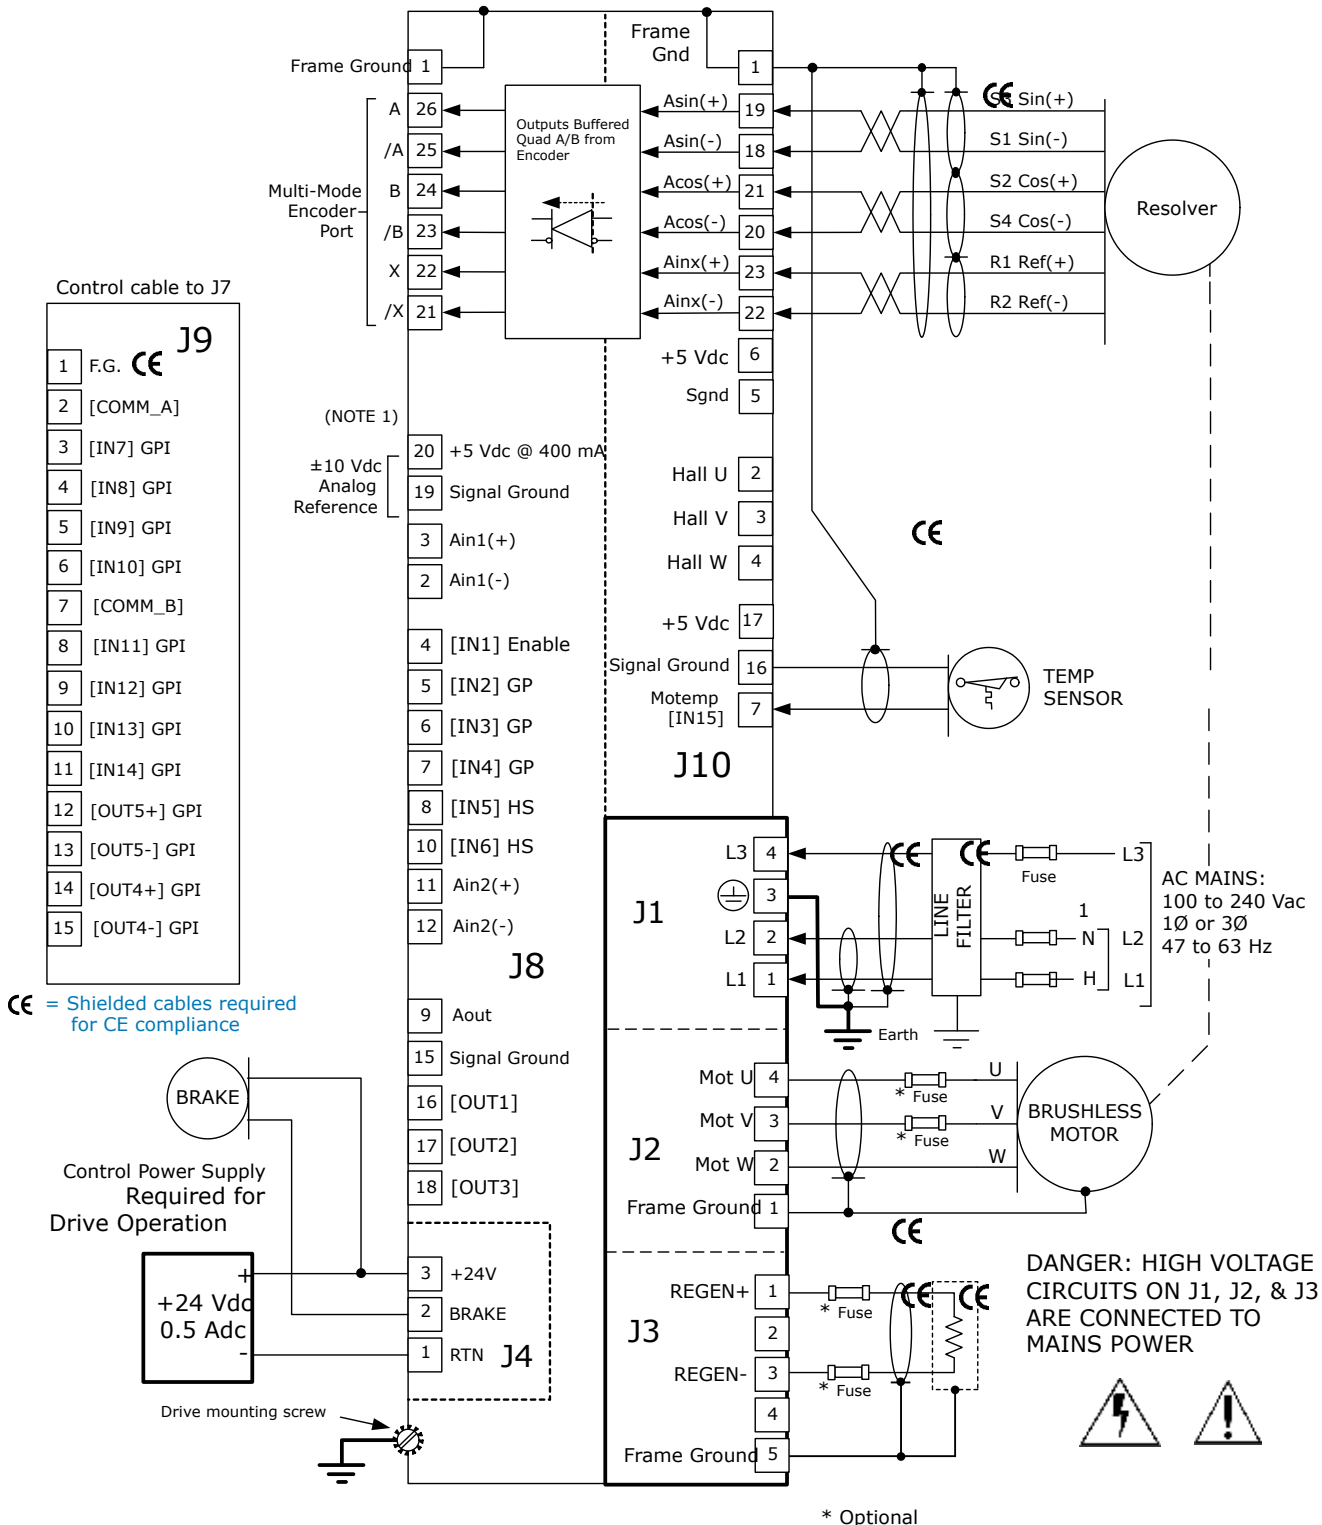 Frame
Gnd
Frame Ground 1
1
A 26
/A 25
B 24
/B 23
X 22
/X 21
Multi-Mode
Encoder
Port
Outputs Buffered
Quad A/B from
Encoder
Asin(+) 19
Asin(-) 18
Acos(+) 21
Acos(-) 20
Ainx(+) 23
Ainx(-) 22
Sin(+)
S1 Sin(-)
S2 Cos(+)
S4 Cos(-)
R1 Ref(+)
R2 Ref(-)
Resolver
+5 Vdc 6
Sgnd 5
Hall U 2
Hall V 3
Hall W 4
+5 Vdc 17
Signal Ground 16
Motemp
[IN15] 7
J10
CE
CE
TEMP
SENSOR
Control cable to J7
J9
1 F.G. CE
2 [COMM_A]
3 [IN7] GPI
4 [IN8] GPI
5 [IN9] GPI
6 [IN10] GPI
7 [COMM_B]
8 [IN11] GPI
9 [IN12] GPI
10 [IN13] GPI
11 [IN14] GPI
12 [OUT5+] GPI
13 [OUT5-] GPI
14 [OUT4+] GPI
15 [OUT4-] GPI
CE = Shielded cables required
for CE compliance
(NOTE 1)
±10 Vdc
Analog
Reference
20 +5 Vdc @ 400 mA
19 Signal Ground
3 Ain1(+)
2 Ain1(-)
4 [IN1] Enable
5 [IN2] GP
6 [IN3] GP
7 [IN4] GP
8 [IN5] HS
10 [IN6] HS
11 Ain2(+)
12 Ain2(-)
J8
9 Aout
15 Signal Ground
16 [OUT1]
17 [OUT2]
18 [OUT3]
3 +24V
2 BRAKE
1 RTN
J4
BRAKE
Control Power Supply
Required for
Drive Operation
+
+24 Vdc
0.5 Adc
-
Drive mounting screw
J1
L3 4
3
L2 2
L1 1
CE
CE
LINE
FILTER
Fuse
L3
1
N
L2
H
L1
Earth
AC MAINS:
100 to 240 Vac
1Ø or 3Ø
47 to 63 Hz
J2
Mot U 4
Mot V 3
Mot W 2
Frame Ground 1
* Fuse
* Fuse
U
V
W
BRUSHLESS
MOTOR
CE
J3
REGEN+ 1
2
REGEN- 3
4
Frame Ground 5
* Fuse
* Fuse
CE
CE
DANGER: HIGH VOLTAGE
CIRCUITS ON J1, J2, & J3
ARE CONNECTED TO
MAINS POWER
* Optional